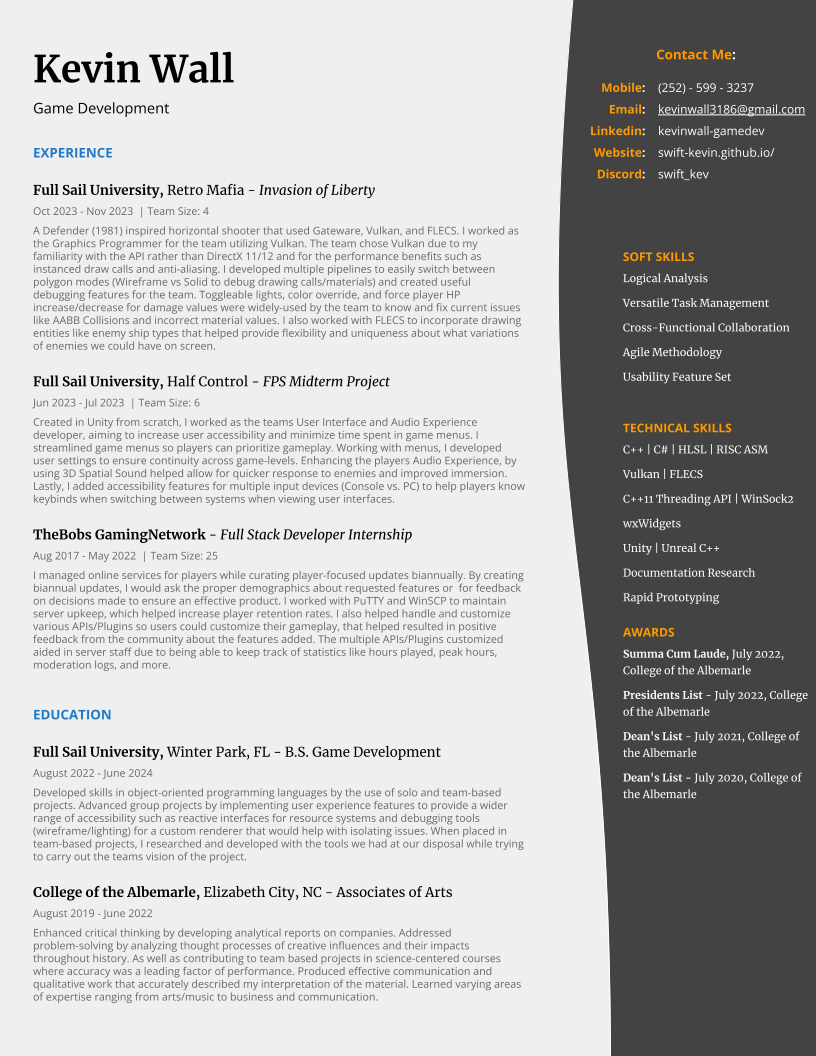 Kevin Wall
Game Development
EXPERIENCE
Full Sail University, Retro Mafia - Invasion of Liberty
Oct 2023 - Nov 2023 | Team Size: 4
A Defender (1981) inspired horizontal shooter that used Gateware, Vulkan, and FLECS. I worked as
the Graphics Programmer for the team utilizing Vulkan. The team chose Vulkan due to my
familiarity with the API rather than DirectX 11/12 and for the performance benefits such as
instanced draw calls and anti-aliasing. I developed multiple pipelines to easily switch between
polygon modes (Wireframe vs Solid to debug drawing calls/materials) and created useful
debugging features for the team. Toggleable lights, color override, and force player HP
increase/decrease for damage values were widely-used by the team to know and fix current issues
like AABB Collisions and incorrect material values. I also worked with FLECS to incorporate drawing
entities like enemy ship types that helped provide flexibility and uniqueness about what variations
of enemies we could have on screen.
Full Sail University, Half Control - FPS Midterm Project
Jun 2023 - Jul 2023 | Team Size: 6
Created in Unity from scratch, I worked as the teams User Interface and Audio Experience
developer, aiming to increase user accessibility and minimize time spent in game menus. I
streamlined game menus so players can prioritize gameplay. Working with menus, I developed
user settings to ensure continuity across game-levels. Enhancing the players Audio Experience, by
using 3D Spatial Sound helped allow for quicker response to enemies and improved immersion.
Lastly, I added accessibility features for multiple input devices (Console vs. PC) to help players know
keybinds when switching between systems when viewing user interfaces.
TheBobs GamingNetwork - Full Stack Developer Internship
Aug 2017 - May 2022 | Team Size: 25
I managed online services for players while curating player-focused updates biannually. By creating
biannual updates, I would ask the proper demographics about requested features or for feedback
on decisions made to ensure an effective product. I worked with PuTTY and WinSCP to maintain
server upkeep, which helped increase player retention rates. I also helped handle and customize
various APIs/Plugins so users could customize their gameplay, that helped resulted in positive
feedback from the community about the features added. The multiple APIs/Plugins customized
aided in server staff due to being able to keep track of statistics like hours played, peak hours,
moderation logs, and more.
EDUCATION
Full Sail University, Winter Park, FL - B.S. Game Development
August 2022 - June 2024
Developed skills in object-oriented programming languages by the use of solo and team-based
projects. Advanced group projects by implementing user experience features to provide a wider
range of accessibility such as reactive interfaces for resource systems and debugging tools
(wireframe/lighting) for a custom renderer that would help with isolating issues. When placed in
team-based projects, I researched and developed with the tools we had at our disposal while trying
to carry out the teams vision of the project.
College of the Albemarle, Elizabeth City, NC - Associates of Arts
August 2019 - June 2022
Enhanced critical thinking by developing analytical reports on companies. Addressed
problem-solving by analyzing thought processes of creative influences and their impacts
throughout history. As well as contributing to team based projects in science-centered courses
where accuracy was a leading factor of performance. Produced effective communication and
qualitative work that accurately described my interpretation of the material. Learned varying areas
of expertise ranging from arts/music to business and communication.
Contact Me:
Mobile: (252) - 599 - 3237
Email: kevinwall3186@gmail.com
Linkedin: kevinwall-gamedev
Website: swift-kevin.github.io/
Discord: swift_kev
SOFT SKILLS
Logical Analysis
Versatile Task Management
Cross-Functional Collaboration
Agile Methodology
Usability Feature Set
TECHNICAL SKILLS
C++ | C# | HLSL | RISC ASM
Vulkan | FLECS
C++11 Threading API | WinSock2
wxWidgets
Unity | Unreal C++
Documentation Research
Rapid Prototyping
AWARDS
Summa Cum Laude, July 2022,
College of the Albemarle
Presidents List - July 2022, College
of the Albemarle
Dean's List - July 2021, College of
the Albemarle
Dean's List - July 2020, College of
the Albemarle